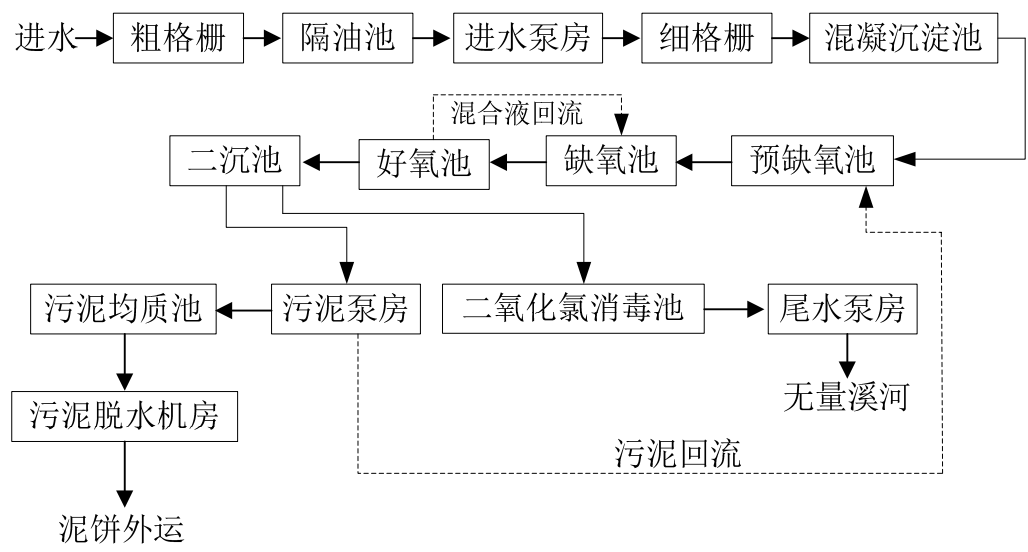 进水
粗格栅
隔油池
进水泵房
细格栅
混凝沉淀池
混合液回流
二沉池
好氧池
缺氧池
预缺氧池
污泥均质池
污泥泵房
二氧化氯消毒池
尾水泵房
无量溪河
污泥脱水机房
污泥回流
泥饼外运